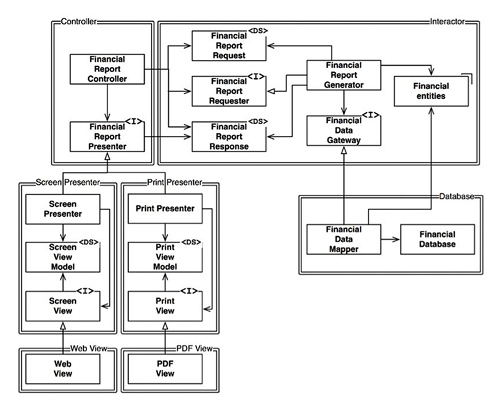 Controller
Interactor
Financial
Report
Controller
<I>
Financial
Report
Presenter
<DS>
Financial
Report
Request
<I>
Financial
Report
Requester
<DS>
Financial
Report
Response
Financial
Report
Generator
Financial
entities
<I>
Financial
Data
Gateway
Screen Presenter
Screen
Presenter
<DS>
Screen
View
Model
<I>
Screen
View
Print Presenter
Print Presenter
<DS>
Print
View
Model
<I>
Print
View
Database
Financial
Data
Mapper
Financial
Database
Web View
Web
View
PDF View
PDF
View